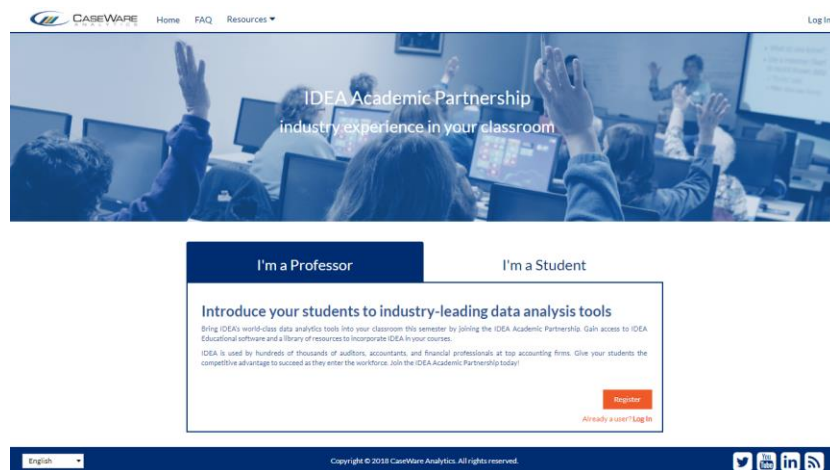 CASEWARE
ANALYTICS
Home FAQ Resources
Log In
IDEA Academic Partnership
industry experience in your classroom
I'm a Professor
I'm a Student
Introduce your students to industry-leading data analysis tools
Bring IDEA's world-class data analytics tools into your classroom this semester by joining the IDEA Academic Partnership. Gain access to IDEA
Educational software and a library of resources to incorporate IDEA in your courses.
IDEA is used by hundreds of thousands of auditors, accountants, and financial professionals at top accounting firms. Give your students the
competitive advantage to succeed as they enter the workforce. Join the IDEA Academic Partnership today!
Register
Already a user? Log In
English
Copyright © 2018 CaseWare Analytics. All rights reserved.
You
Tube
in